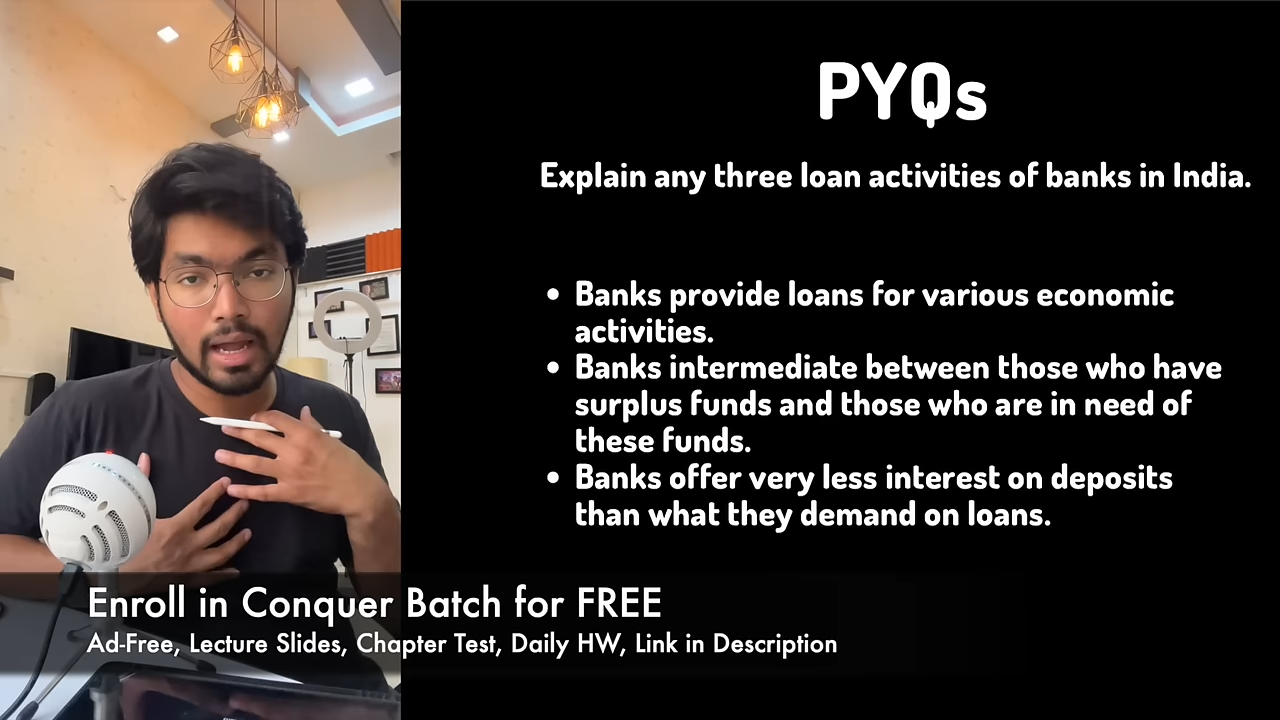 PYQs
Explain any three loan activities of banks in India.
• Banks provide loans for various economic
activities.
• Banks intermediate between those who have
surplus funds and those who are in need of
these funds.
• Banks offer very less interest on deposits
than what they demand on loans.
Enroll in Conquer Batch for FREE
Ad-Free, Lecture Slides, Chapter Test, Daily HW, Link in Description